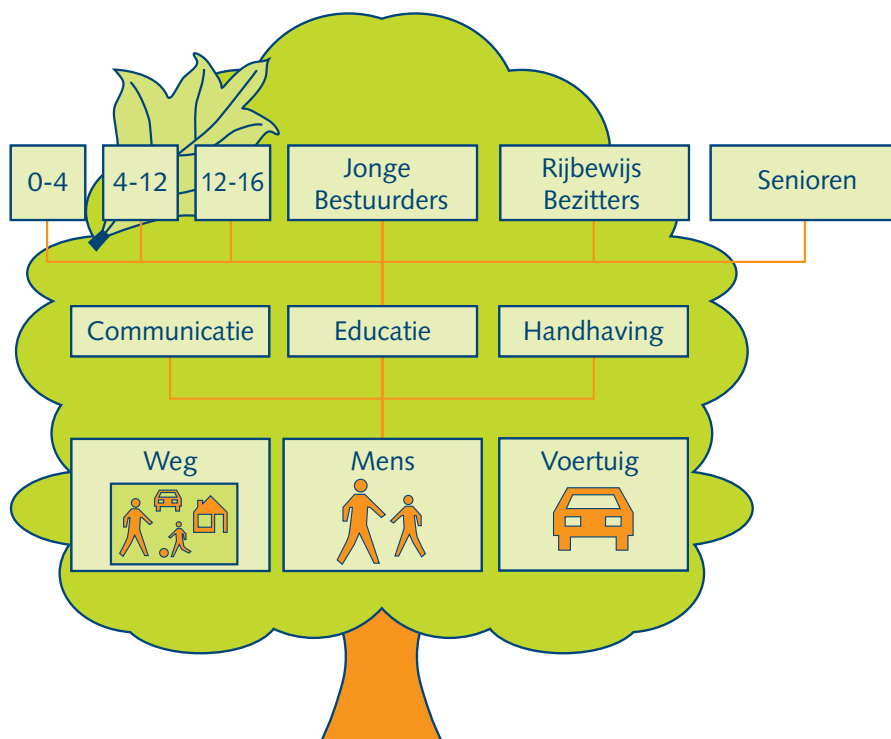 0-4
4-12
12-16
Jonge
Bestuurders
Rijbewijs
Bezitters
Senioren
Communicatie
Educatie
Handhaving
Weg
Mens
Voertuig